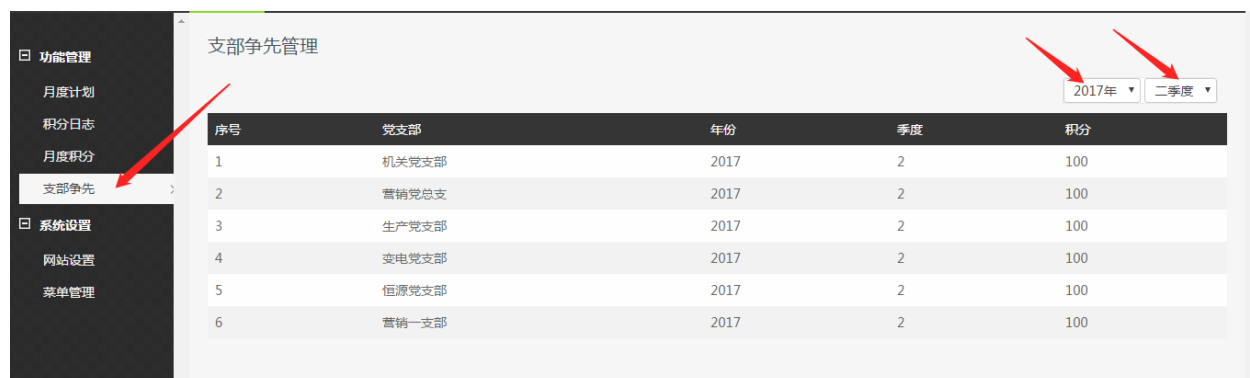 功能管理
月度计划
积分日志
月度积分
支部争先
系统设置
网站设置
菜单管理
支部争先管理
2017年 二季度
序号 党支部 年份 季度 积分
1 机关党支部 2017 2 100
2 营销党总支 2017 2 100
3 生产党支部 2017 2 100
4 变电党支部 2017 2 100
5 恒源党支部 2017 2 100
6 营销一支部 2017 2 100